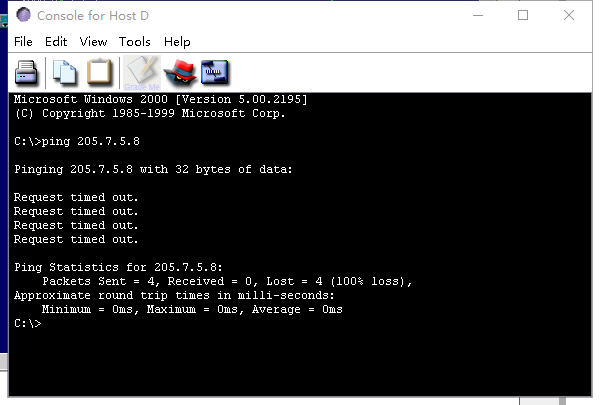 Console for Host D
File Edit View Tools Help
Grade Me
Microsoft Windows 2000 [Version 5.00.2195]
(C) Copyright 1985-1999 Microsoft Corp.
C:\>ping 205.7.5.8
Pinging 205.7.5.8 with 32 bytes of data:
Request timed out.
Request timed out.
Request timed out.
Request timed out.
Ping Statistics for 205.7.5.8:
Packets Sent = 4, Received = 0, Lost = 4 (100% loss),
Approximate round trip times in milli-seconds:
Minimum = 0ms, Maximum = 0ms, Average = 0ms
C:\>